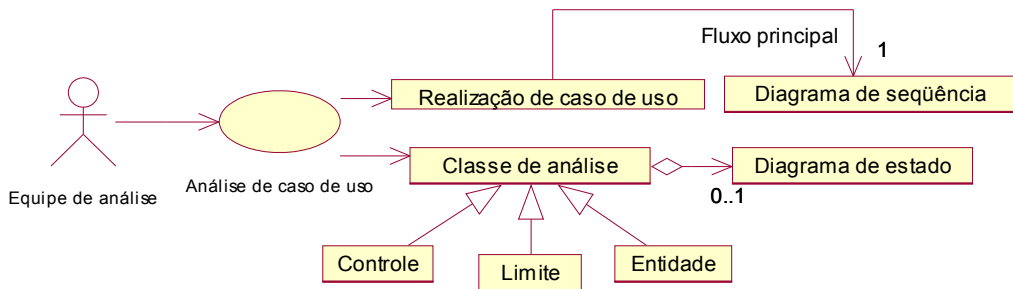 Fluxo principal
1
Realização de caso de uso
Diagrama de seqüência
Equipe de análise
Análise de caso de uso
Classe de análise
0..1
Diagrama de estado
Controle
Limite
Entidade